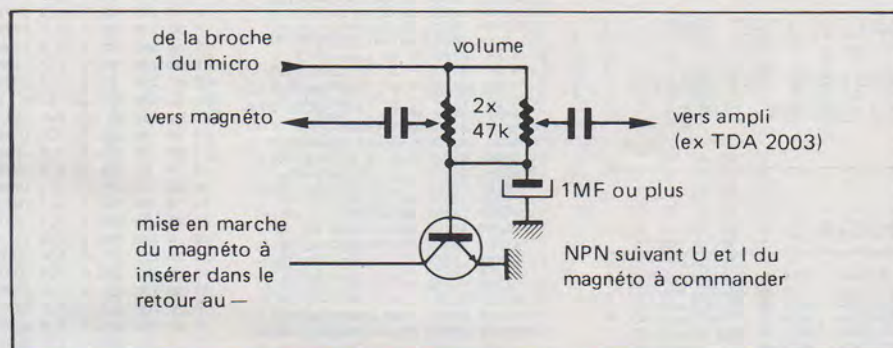 de la broche
1 du micro
volume
vers magnéto
2x
47k
vers ampli
(ex TDA 2003)
1MF ou plus
mise en marche
du magnéto à
insérer dans le
retour au —
NPN suivant U et I du
magnéto à commander